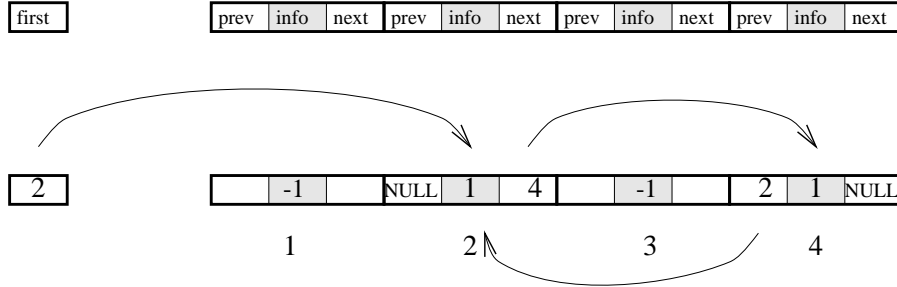 first prev info next prev info next prev info next prev info next
2 -1 NULL 1 4 -1 2 1 NULL
1 2 3 4